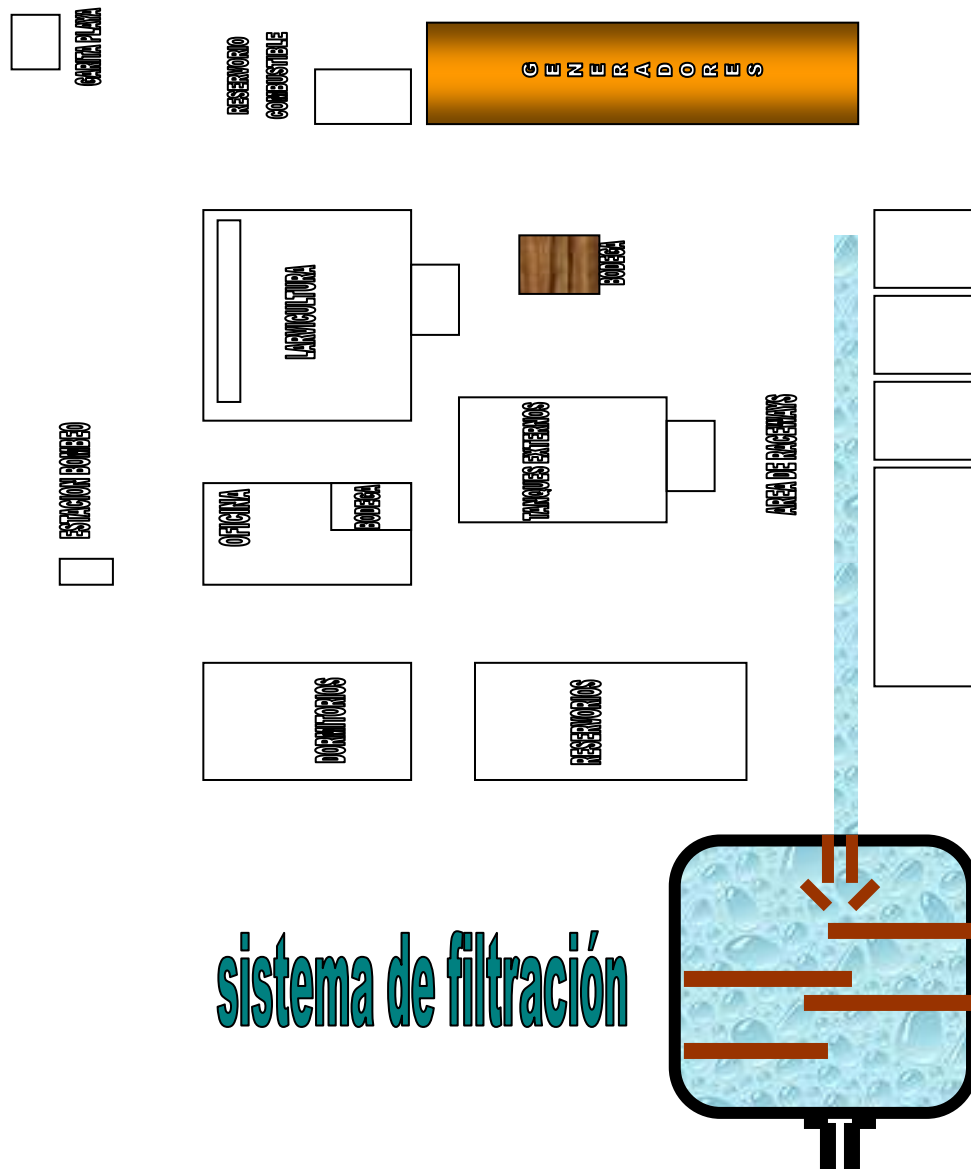 GARITA PLAYA
RESERVORIO
COMBUSTIBLE
GENERADORES
LARVICULTURA
BODEGA
ESTACION BOMBEO
OFICINA
BODEGA
TANQUES EXTERNOS
AREA DE RACEWAYS
DORMITORIOS
RESERVORIOS
sistema de filtración